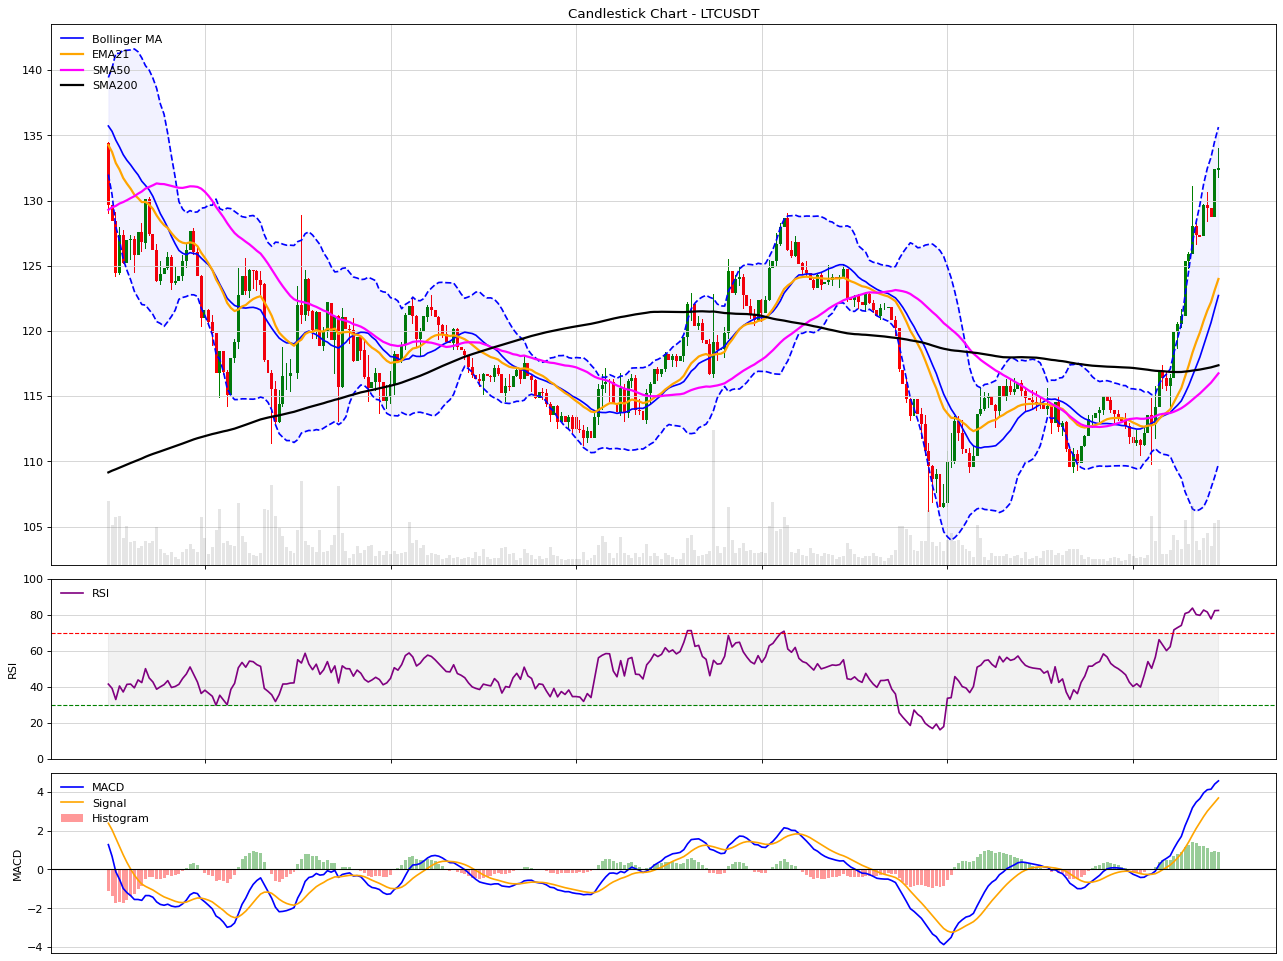 Candlestick Chart - LTCUSDT
Bollinger MA
EMA21
SMA50
SMA200
140
135
130
125
120
115
110
105
RSI
100
80
60
40
20
0
RSI
MACD
Signal
Histogram
4
2
0
−2
−4
MACD